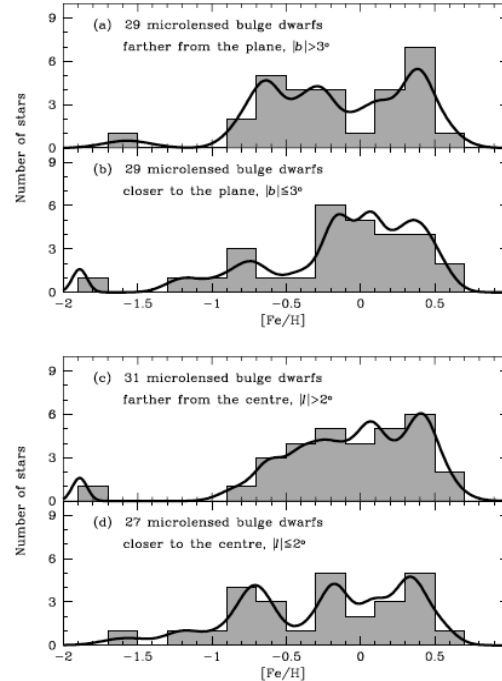 9
(a) 29 microlensed bulge dwarfs
farther from the plane, |b|>3°
6
3
0
Number of stars
9
(b) 29 microlensed bulge dwarfs
closer to the plane, |b|≦3°
6
3
0
-2 -1.5 -1 -0.5 0 0.5
[Fe/H]
9
(c) 31 microlensed bulge dwarfs
farther from the centre, |l|>2°
6
3
0
Number of stars
9
(d) 27 microlensed bulge dwarfs
closer to the centre, |l|≦2°
6
3
0
-2 -1.5 -1 -0.5 0 0.5
[Fe/H]